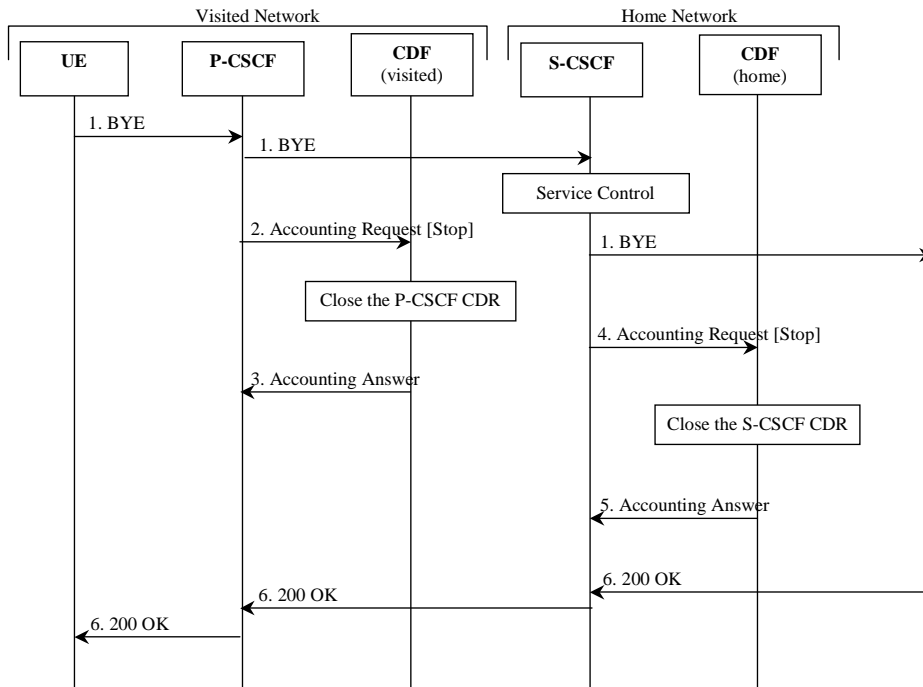 Visited Network
Home Network
UE
P-CSCF
CDF
(visited)
S-CSCF
CDF
(home)
1. BYE
1. BYE
Service Control
2. Accounting Request [Stop]
1. BYE
Close the P-CSCF CDR
4. Accounting Request [Stop]
3. Accounting Answer
Close the S-CSCF CDR
5. Accounting Answer
6. 200 OK
6. 200 OK
6. 200 OK